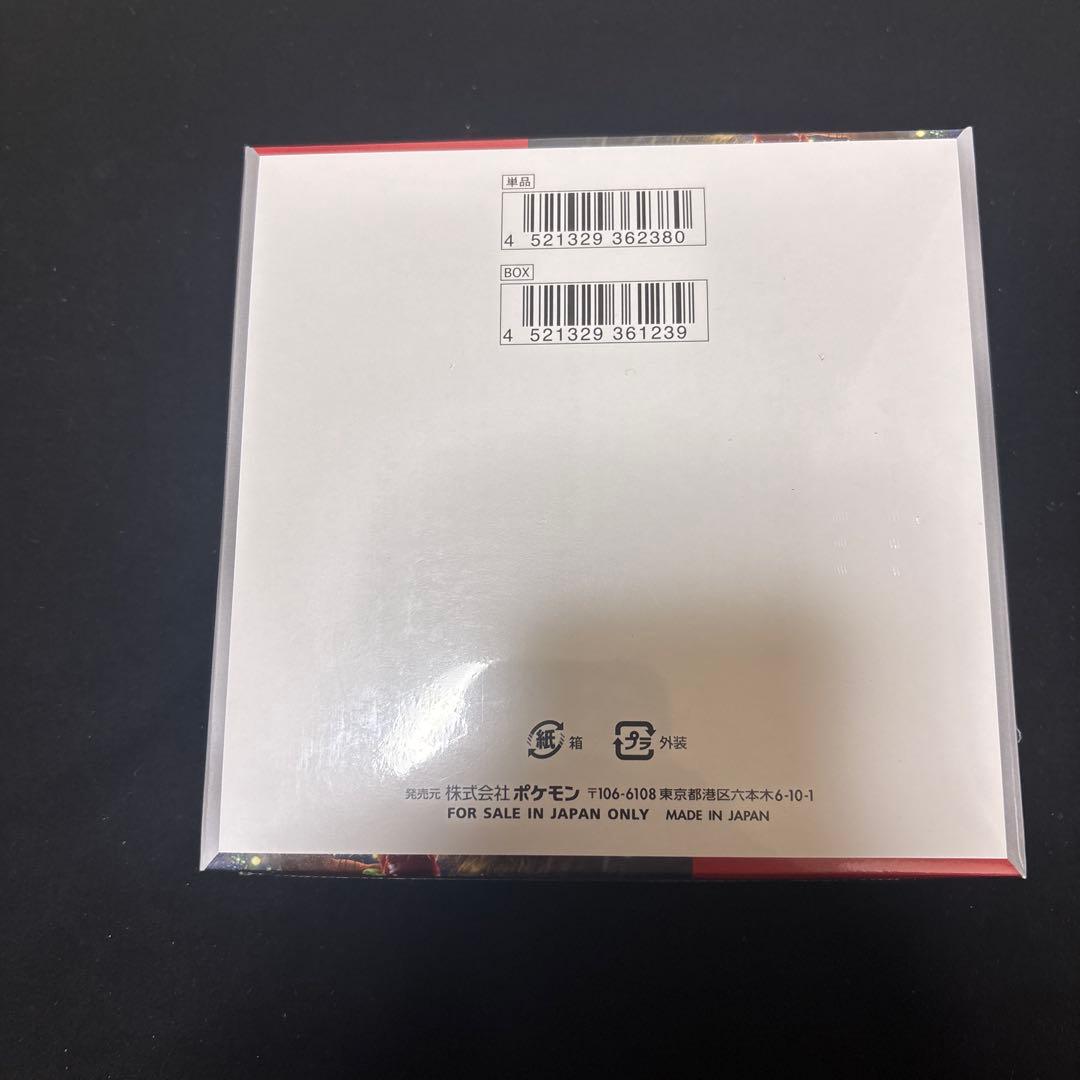 単品
4 521329 362380
BOX
4 521329 361239
紙 箱 プラ 外装
発売元 株式会社 ポケモン 〒106-6108 東京都港区六本木6-10-1
FOR SALE IN JAPAN ONLY MADE IN JAPAN